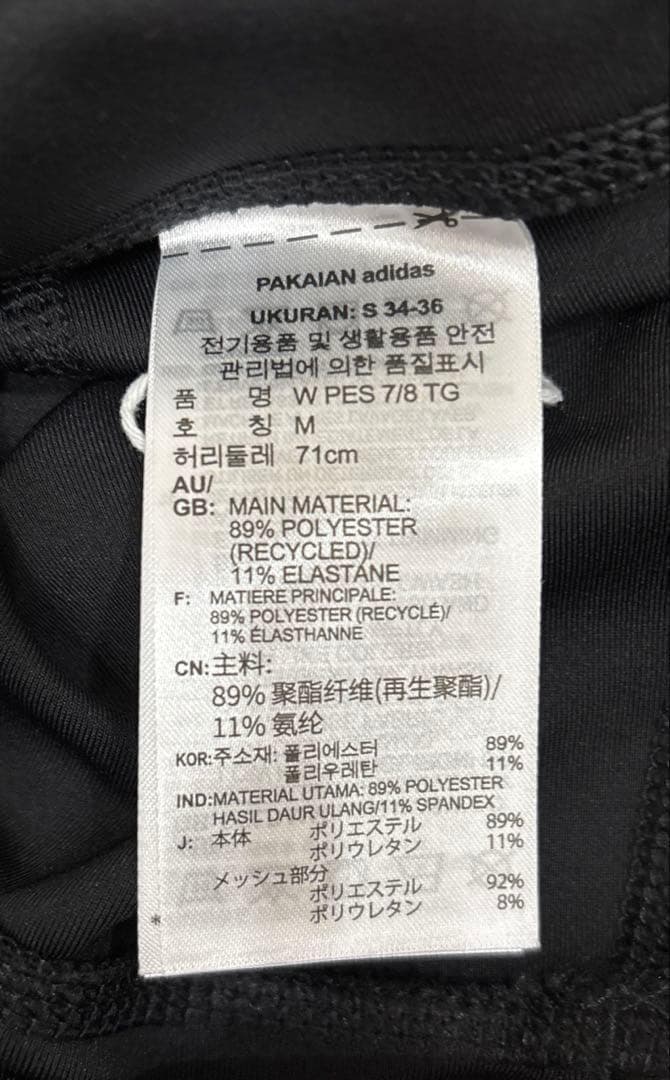 PAKAIAN adidas
UKURAN: S 34-36
전기용품 및 생활용품 안전
관리법에 의한 품질표시
품 명 W PES 7/8 TG
호 칭 M
허리둘레 71cm
AU/
GB: MAIN MATERIAL:
89% POLYESTER
(RECYCLED)/
11% ELASTANE
F: MATIERE PRINCIPALE:
89% POLYESTER (RECYCLÉ)/
11% ÉLASTHANNE
CN:主料:
89% 聚酯纤维(再生聚酯)/
11% 氨纶
KOR:주소재: 폴리에스터 89%
폴리우레탄 11%
IND:MATERIAL UTAMA: 89% POLYESTER
HASIL DAUR ULANG/11% SPANDEX
J: 本体 ポリエステル 89%
ポリウレタン 11%
メッシュ部分
ポリエステル 92%
ポリウレタン 8%
*